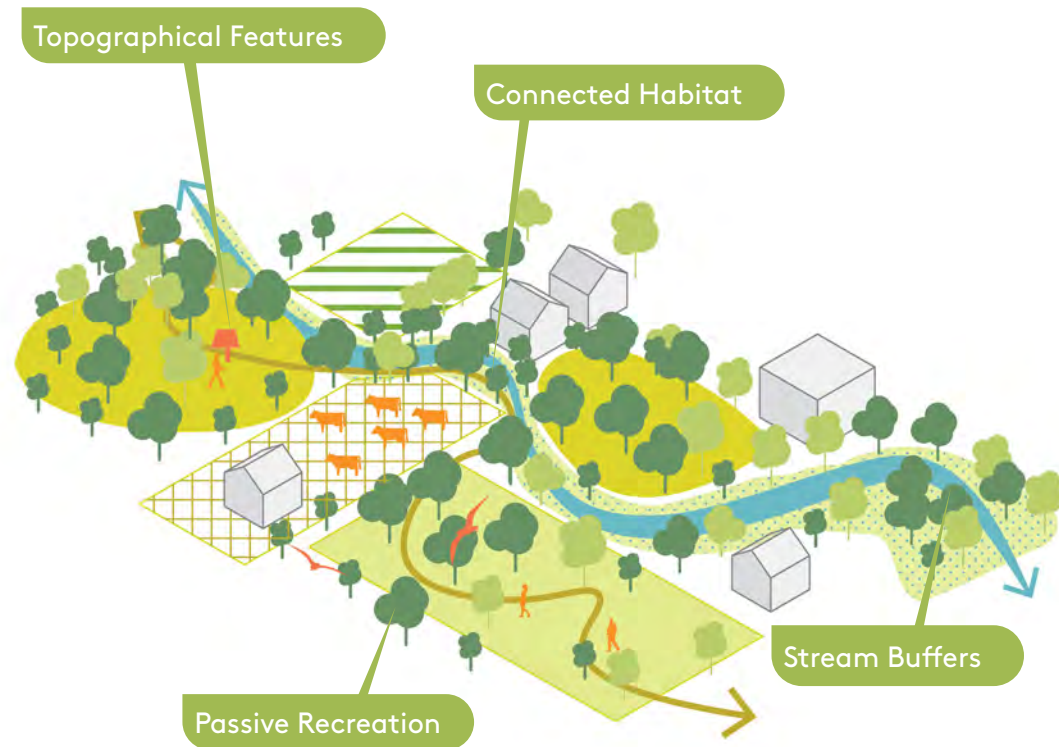 Topographical Features
Connected Habitat
Stream Buffers
Passive Recreation